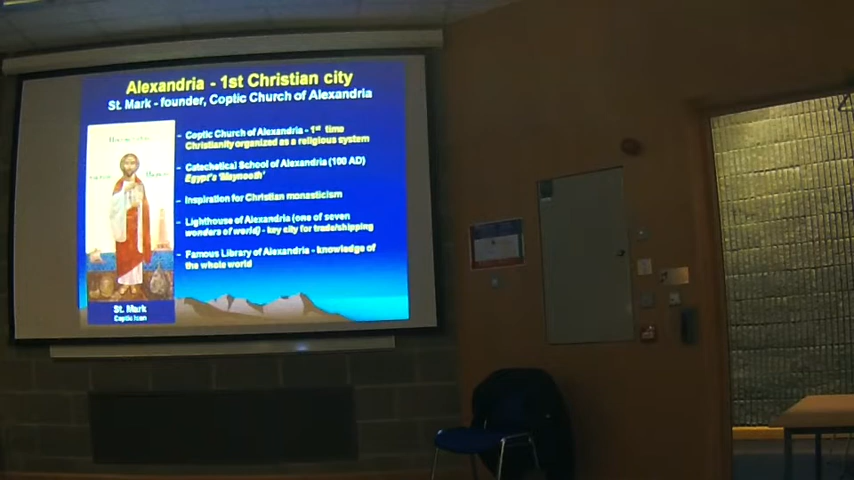 Alexandria - 1st Christian city
St. Mark - founder, Coptic Church of Alexandria
- Coptic Church of Alexandria - 1st time
Christianity organized as a religious system
- Catechetical School of Alexandria (190 AD)
Egypt's 'Maynooth'
- Inspiration for Christian monasticism
- Lighthouse of Alexandria (one of seven
wonders of world) - key city for trade/shipping
- Famous Library of Alexandria - knowledge of
the whole world
St. Mark
Coptic Icon